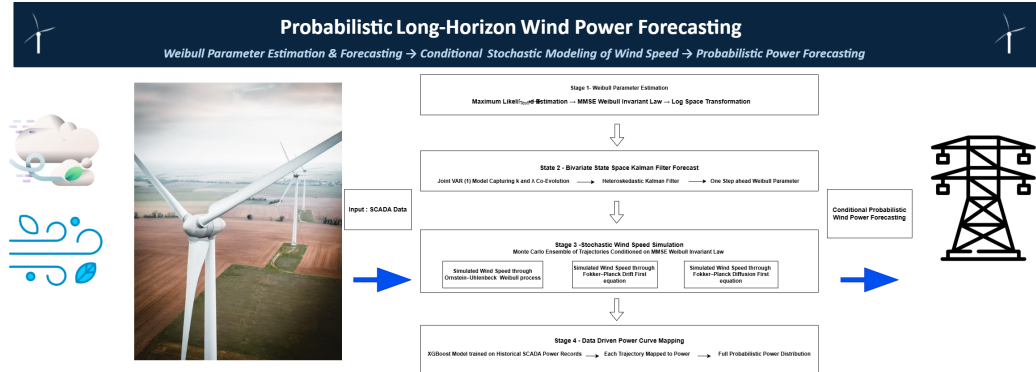 Probabilistic Long-Horizon Wind Power Forecasting
Weibull Parameter Estimation & Forecasting → Conditional Stochastic Modeling of Wind Speed → Probabilistic Power Forecasting
Stage 1- Weibull Parameter Estimation
Maximum Estimation → MMSE Weibull Invariant Law → Log Space Transformation
State 2 - Bivariate State Space Kalman Filter Forecast
Joint VAR (1) Model Capturing k and λ Co-Evolution → Heteroskedastic Kalman Filter → One Step ahead Weibull Parameter
Input : SCADA Data
Conditional Probabilistic
Wind Power Forecasting
Stage 3 -Stochastic Wind Speed Simulation
Monte Carlo Ensemble of Trajectories Conditioned on MMSE Weibull Invariant Law
Simulated Wind Speed through
Ornstein–Uhlenbeck Weibull process
Simulated Wind Speed through
Fokker–Planck Drift First
equation
Simulated Wind Speed through
Fokker–Planck Diffusion First
equation
Stage 4 - Data Driven Power Curve Mapping
XGBoost Model trained on Historical SCADA Power Records → Each Trajectory Mapped to Power → Full Probabilistic Power Distribution